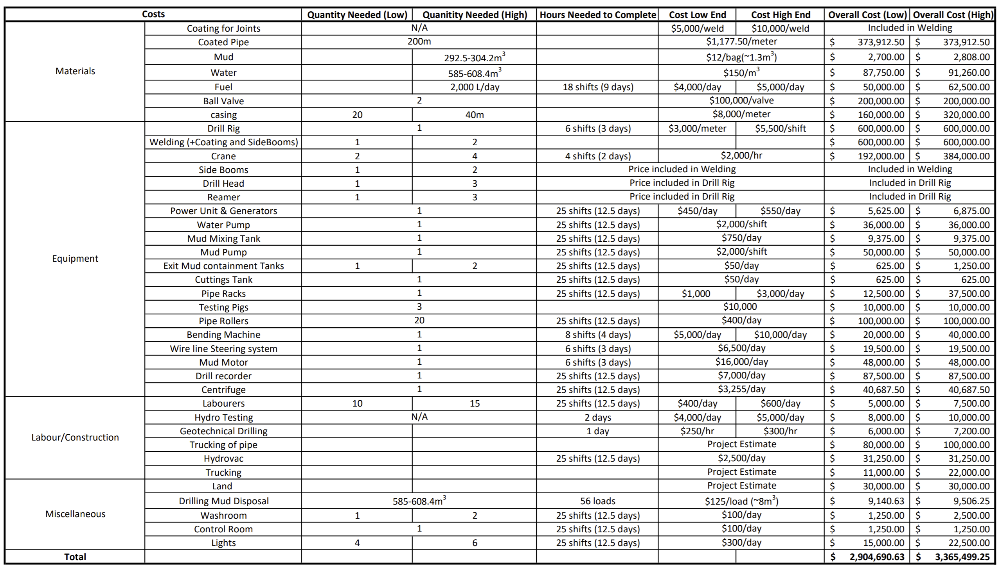 Costs Quantity Needed (Low) Quanitity Needed (High) Hours Needed to Complete Cost Low End Cost High End Overall Cost (Low) Overall Cost (High)
Materials
Coating for Joints N/A $5,000/weld $10,000/weld Included in Welding
Coated Pipe 200m $1,177.50/meter $ 373,912.50 $ 373,912.50
Mud 292.5-304.2m³ $12/bag(~1.3m³) $ 2,700.00 $ 2,808.00
Water 585-608.4m³ $150/m³ $ 87,750.00 $ 91,260.00
Fuel 2,000 L/day 18 shifts (9 days) $4,000/day $5,000/day $ 50,000.00 $ 62,500.00
Ball Valve 2 $100,000/valve $ 200,000.00 $ 200,000.00
casing 20 40m $8,000/meter $ 160,000.00 $ 320,000.00
Equipment
Drill Rig 1 6 shifts (3 days) $3,000/meter $5,500/shift $ 600,000.00 $ 600,000.00
Welding (+Coating and SideBooms) 1 2 $ 600,000.00 $ 600,000.00
Crane 2 4 4 shifts (2 days) $2,000/hr $ 192,000.00 $ 384,000.00
Side Booms 1 2 Price included in Welding Included in Welding
Drill Head 1 3 Price included in Drill Rig Included in Drill Rig
Reamer 1 3 Price included in Drill Rig Included in Drill Rig
Power Unit & Generators 1 25 shifts (12.5 days) $450/day $550/day $ 5,625.00 $ 6,875.00
Water Pump 1 25 shifts (12.5 days) $2,000/shift $ 36,000.00 $ 36,000.00
Mud Mixing Tank 1 25 shifts (12.5 days) $750/day $ 9,375.00 $ 9,375.00
Mud Pump 1 25 shifts (12.5 days) $2,000/shift $ 50,000.00 $ 50,000.00
Exit Mud containment Tanks 1 2 25 shifts (12.5 days) $50/day $ 625.00 $ 1,250.00
Cuttings Tank 1 25 shifts (12.5 days) $50/day $ 625.00 $ 625.00
Pipe Racks 1 25 shifts (12.5 days) $1,000 $3,000/day $ 12,500.00 $ 37,500.00
Testing Pigs 3 $10,000 $ 10,000.00 $ 10,000.00
Pipe Rollers 20 25 shifts (12.5 days) $400/day $ 100,000.00 $ 100,000.00
Bending Machine 1 8 shifts (4 days) $5,000/day $10,000/day $ 20,000.00 $ 40,000.00
Wire line Steering system 1 6 shifts (3 days) $6,500/day $ 19,500.00 $ 19,500.00
Mud Motor 1 6 shifts (3 days) $16,000/day $ 48,000.00 $ 48,000.00
Drill recorder 1 25 shifts (12.5 days) $7,000/day $ 87,500.00 $ 87,500.00
Centrifuge 1 25 shifts (12.5 days) $3,255/day $ 40,687.50 $ 40,687.50
Labour/Construction
Labourers 10 15 25 shifts (12.5 days) $400/day $600/day $ 5,000.00 $ 7,500.00
Hydro Testing N/A 2 days $4,000/day $5,000/day $ 8,000.00 $ 10,000.00
Geotechnical Drilling 1 day $250/hr $300/hr $ 6,000.00 $ 7,200.00
Trucking of pipe Project Estimate $ 80,000.00 $ 100,000.00
Hydrovac 25 shifts (12.5 days) $2,500/day $ 31,250.00 $ 31,250.00
Trucking Project Estimate $ 11,000.00 $ 22,000.00
Miscellaneous
Land Project Estimate $ 30,000.00 $ 30,000.00
Drilling Mud Disposal 585-608.4m³ 56 loads $125/load (~8m³) $ 9,140.63 $ 9,506.25
Washroom 1 2 25 shifts (12.5 days) $100/day $ 1,250.00 $ 2,500.00
Control Room 1 25 shifts (12.5 days) $100/day $ 1,250.00 $ 1,250.00
Lights 4 6 25 shifts (12.5 days) $300/day $ 15,000.00 $ 22,500.00
Total $ 2,904,690.63 $ 3,365,499.25